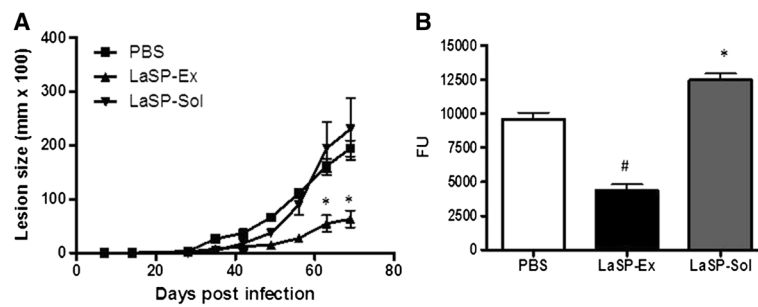 A
Lesion size (mm x 100)
400
300
200
100
0
PBS
LaSP-Ex
LaSP-Sol
* *
0 20 40 60 80
Days post infection
B
FU
15000
12500
10000
7500
5000
2500
0
#
*
PBS LaSP-Ex LaSP-Sol